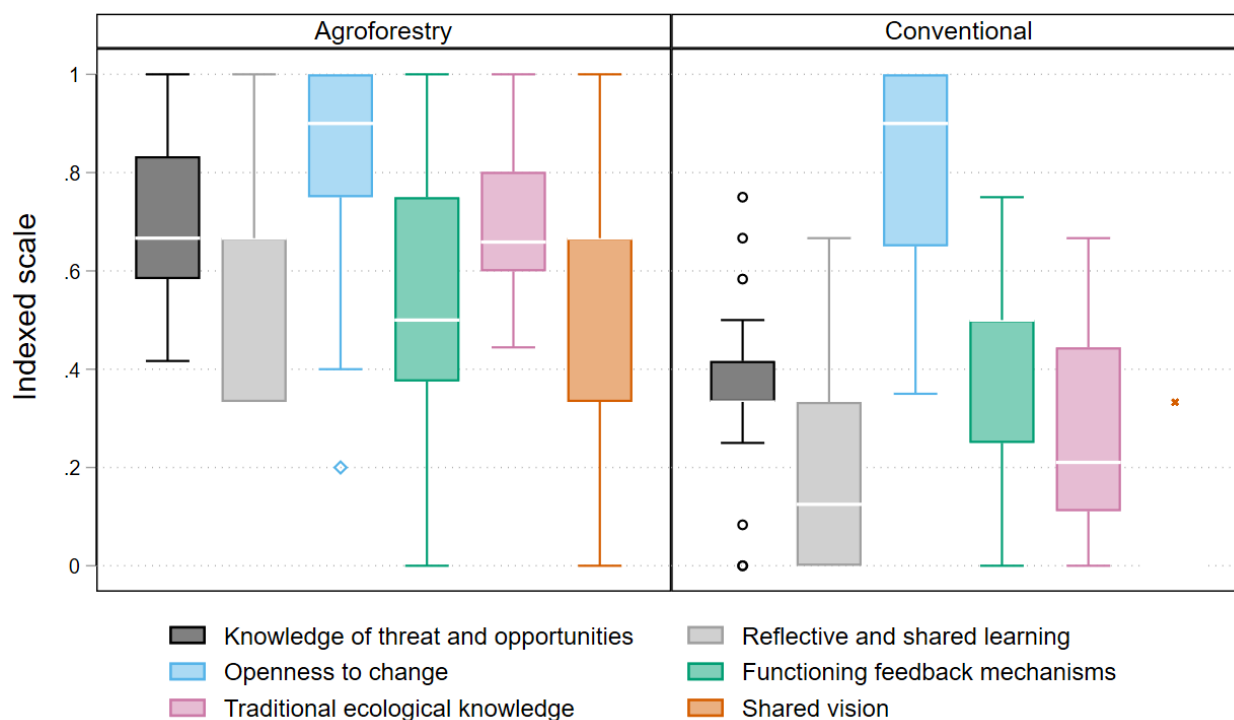 Agroforestry Conventional
1
.8
.6
.4
.2
0
Indexed scale
Knowledge of threat and opportunities Reflective and shared learning
Openness to change Functioning feedback mechanisms
Traditional ecological knowledge Shared vision